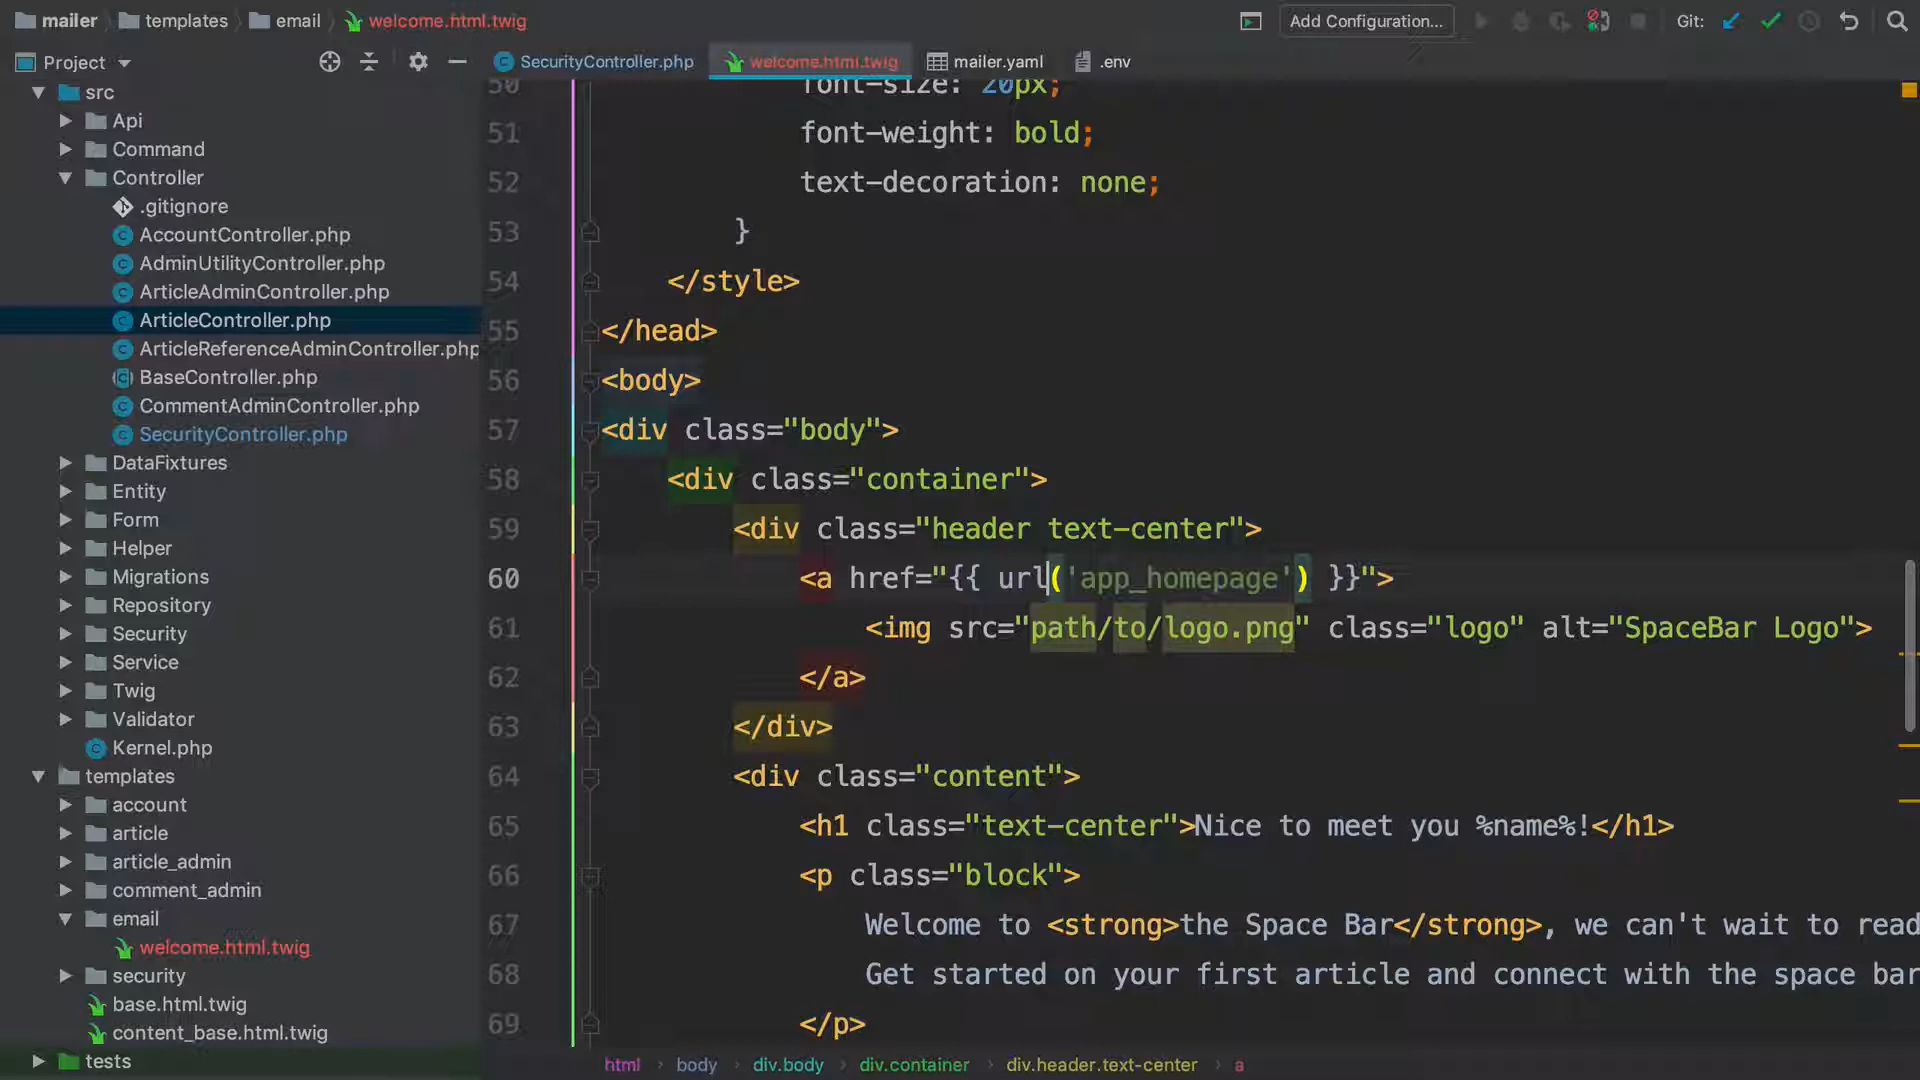 mailer templates email welcome.html.twig
Add Configuration... Git:
Project
SecurityController.php welcome.html.twig mailer.yaml .env
src
Api
Command
Controller
.gitignore
AccountController.php
AdminUtilityController.php
ArticleAdminController.php
ArticleController.php
ArticleReferenceAdminController.php
BaseController.php
CommentAdminController.php
SecurityController.php
DataFixtures
Entity
Form
Helper
Migrations
Repository
Security
Service
Twig
Validator
Kernel.php
templates
account
article
article_admin
comment_admin
email
welcome.html.twig
security
base.html.twig
content_base.html.twig
tests
50 font-size: 20px;
51 font-weight: bold;
52 text-decoration: none;
53 }
54 </style>
55 </head>
56 <body>
57 <div class="body">
58 <div class="container">
59 <div class="header text-center">
60 <a href="{{ url('app_homepage') }}">
61 <img src="path/to/logo.png" class="logo" alt="SpaceBar Logo">
62 </a>
63 </div>
64 <div class="content">
65 <h1 class="text-center">Nice to meet you %name%!</h1>
66 <p class="block">
67 Welcome to <strong>the Space Bar</strong>, we can't wait to read
68 Get started on your first article and connect with the space bar
69 </p>
html › body › div.body › div.container › div.header.text-center › a